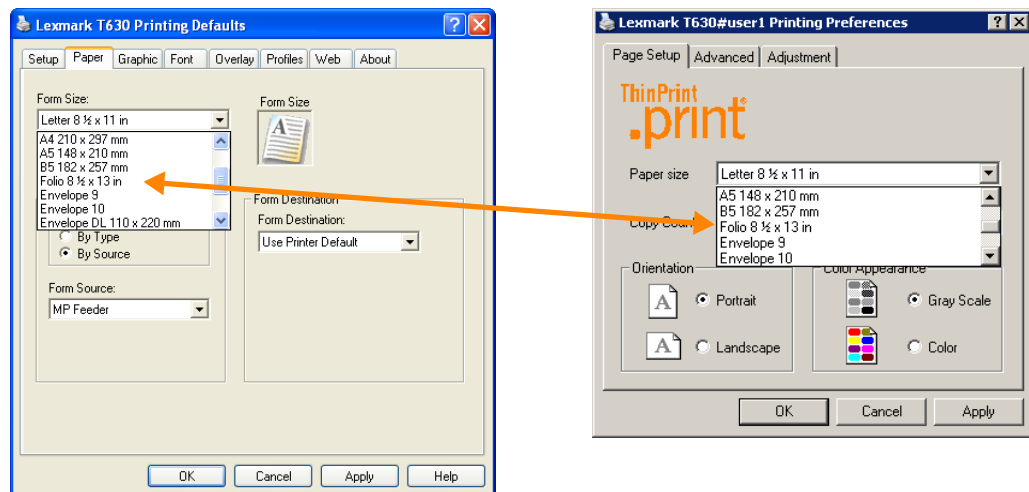 Lexmark T630 Printing Defaults
Setup Paper Graphic Font Overlay Profiles Web About
Form Size:
Letter 8 ½ x 11 in
A4 210 x 297 mm
A5 148 x 210 mm
B5 182 x 257 mm
Folio 8 ½ x 13 in
Envelope 9
Envelope 10
Envelope DL 110 x 220 mm
By Type
By Source
Form Source:
MP Feeder
Form Size
A
Form Destination
Form Destination:
Use Printer Default
OK Cancel Apply Help
Lexmark T630#user1 Printing Preferences
Page Setup Advanced Adjustment
ThinPrint
.print
Paper size
Letter 8 ½ x 11 in
A5 148 x 210 mm
B5 182 x 257 mm
Folio 8 ½ x 13 in
Envelope 9
Envelope 10
Copy Count
Orientation
A Portrait
A Landscape
Color Appearance
Gray Scale
Color
OK Cancel Apply